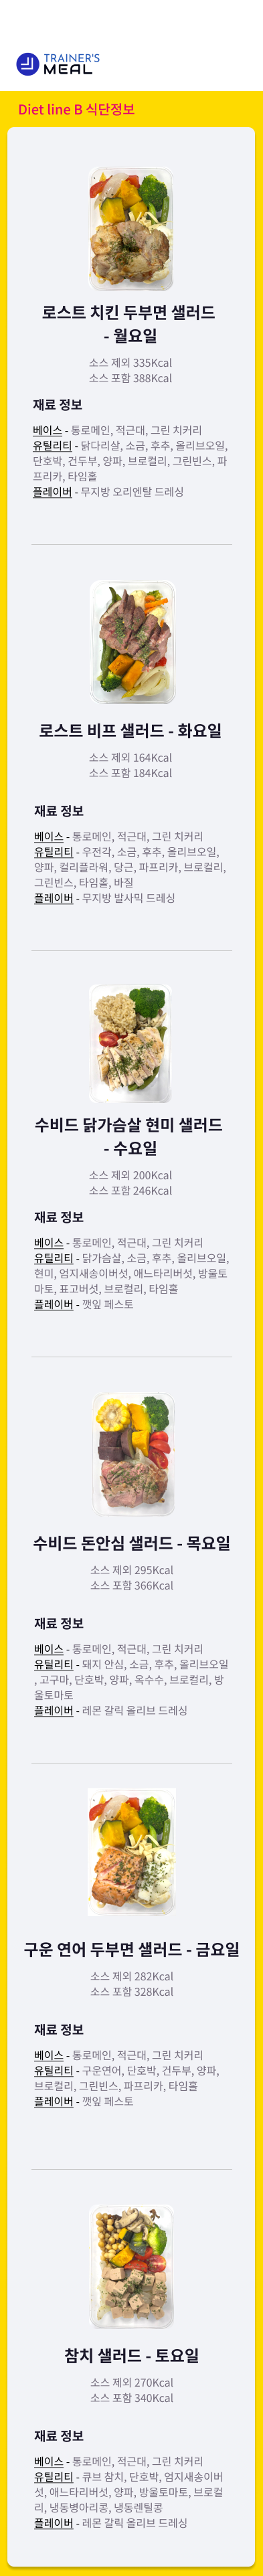 TRAINER'S
MEAL
Diet line B 식단정보
로스트 치킨 두부면 샐러드
- 월요일
소스 제외 335Kcal
소스 포함 388Kcal
재료 정보
베이스 - 통로메인, 적근대, 그린 치커리
유틸리티 - 닭다리살, 소금, 후추, 올리브오일,
단호박, 건두부, 양파, 브로컬리, 그린빈스, 파
프리카, 타임홀
플레이버 - 무지방 오리엔탈 드레싱
로스트 비프 샐러드 - 화요일
소스 제외 164Kcal
소스 포함 184Kcal
재료 정보
베이스 - 통로메인, 적근대, 그린 치커리
유틸리티 - 우전각, 소금, 후추, 올리브오일,
양파, 컬리플라워, 당근, 파프리카, 브로컬리,
그린빈스, 타임홀, 바질
플레이버 - 무지방 발사믹 드레싱
수비드 닭가슴살 현미 샐러드
- 수요일
소스 제외 200Kcal
소스 포함 246Kcal
재료 정보
베이스 - 통로메인, 적근대, 그린 치커리
유틸리티 - 닭가슴살, 소금, 후추, 올리브오일,
현미, 엄지새송이버섯, 애느타리버섯, 방울토
마토, 표고버섯, 브로컬리, 타임홀
플레이버 - 깻잎 페스토
수비드 돈안심 샐러드 - 목요일
소스 제외 295Kcal
소스 포함 366Kcal
재료 정보
베이스 - 통로메인, 적근대, 그린 치커리
유틸리티 - 돼지 안심, 소금, 후추, 올리브오일
, 고구마, 단호박, 양파, 옥수수, 브로컬리, 방
울토마토
플레이버 - 레몬 갈릭 올리브 드레싱
구운 연어 두부면 샐러드 - 금요일
소스 제외 282Kcal
소스 포함 328Kcal
재료 정보
베이스 - 통로메인, 적근대, 그린 치커리
유틸리티 - 구운연어, 단호박, 건두부, 양파,
브로컬리, 그린빈스, 파프리카, 타임홀
플레이버 - 깻잎 페스토
참치 샐러드 - 토요일
소스 제외 270Kcal
소스 포함 340Kcal
재료 정보
베이스 - 통로메인, 적근대, 그린 치커리
유틸리티 - 큐브 참치, 단호박, 엄지새송이버
섯, 애느타리버섯, 양파, 방울토마토, 브로컬
리, 냉동병아리콩, 냉동렌틸콩
플레이버 - 레몬 갈릭 올리브 드레싱